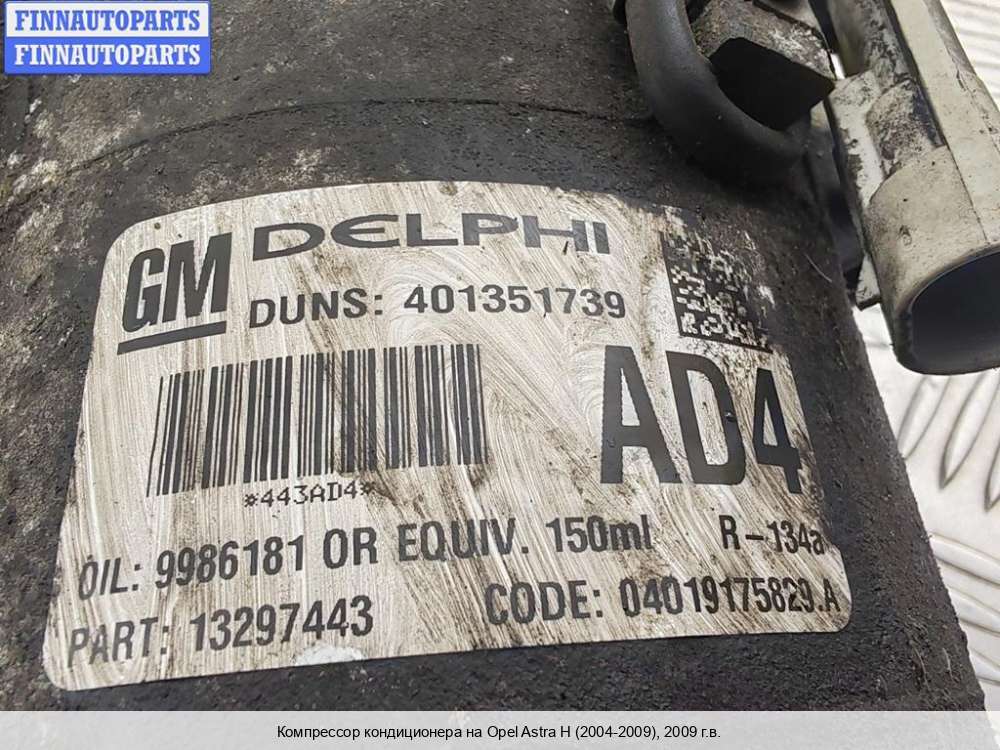 FINNAUTOPARTS
FINNAUTOPARTS
GM DELPHI
DUNS: 401351739
AD4
*443AD4*
OIL: 9986181 OR EQUIV. 150ml R-134a
PART: 13297443 CODE: 04019175829.A
Компрессор кондиционера на Opel Astra H (2004-2009), 2009 г.в.